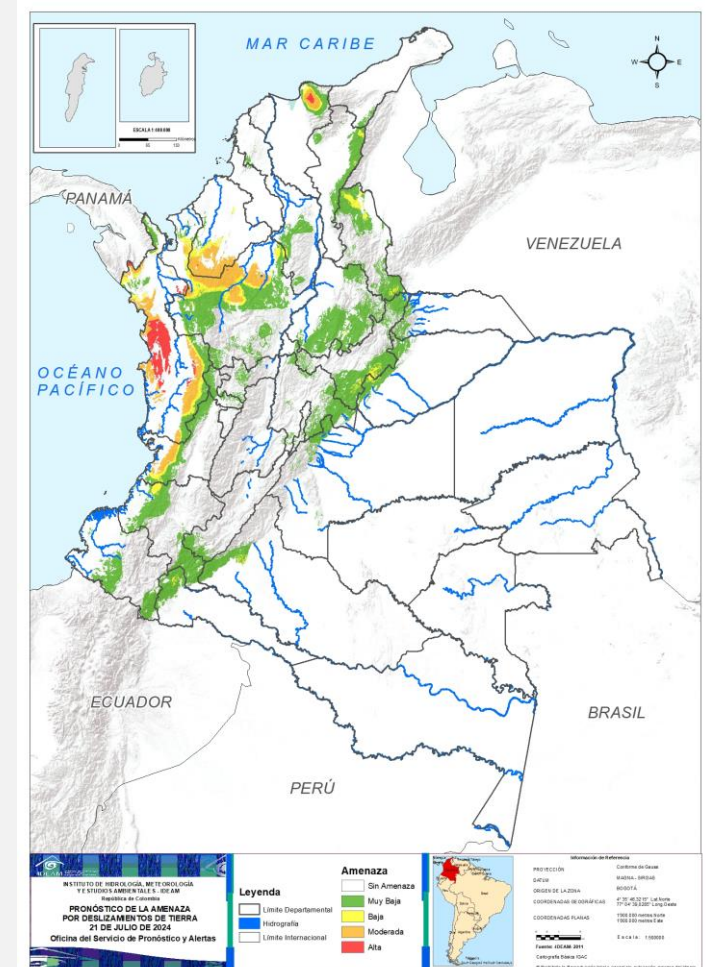 MAR CARIBE
N
W
E
S
PANAMÁ
VENEZUELA
OCÉANO
PACÍFICO
ECUADOR
BRASIL
PERÚ
IDEAM
INSTITUTO DE HIDROLOGÍA, METEOROLOGÍA
Y ESTUDIOS AMBIENTALES - IDEAM
República de Colombia
PRONÓSTICO DE LA AMENAZA
POR DESLIZAMIENTOS DE TIERRA
21 DE JULIO DE 2024
Oficina del Servicio de Pronóstico y Alertas
Leyenda
Límite Departamental
Hidrografía
Límite Internacional
Amenaza
Sin Amenaza
Muy Baja
Baja
Moderada
Alta
Información de Referencia
PROYECCIÓN
Conforme de Gauss
DATUM
ORIGEN DE LA ZONA
BOGOTÁ
COORDENADAS GEOGRÁFICAS
COORDENADAS PLANAS
Fuente: IDEAM 2011
Cartografía Básica IGAC